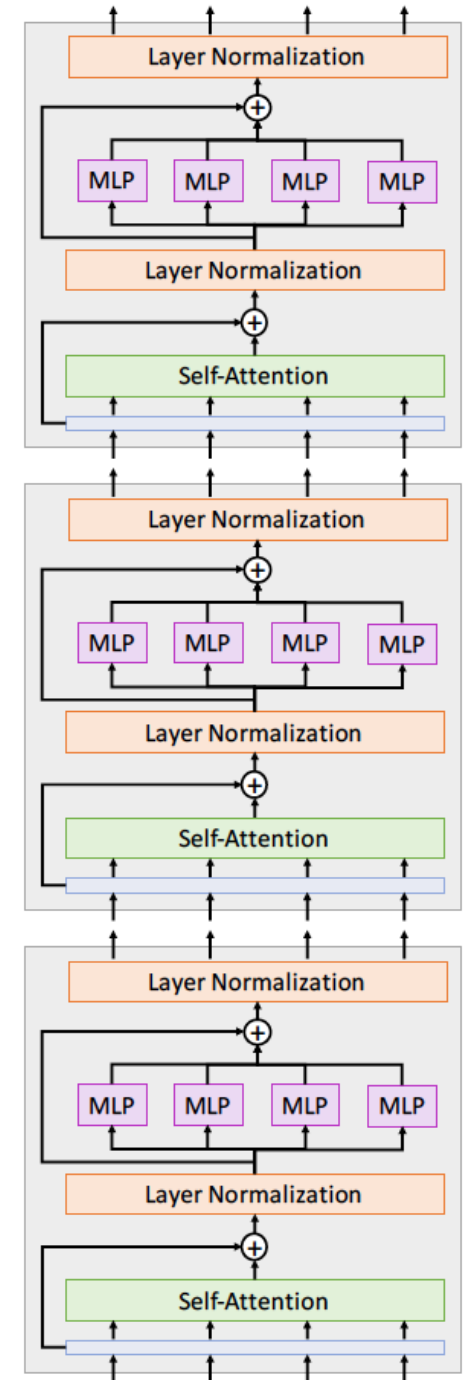 Layer Normalization
+
MLP MLP MLP MLP
Layer Normalization
+
Self-Attention
Layer Normalization
+
MLP MLP MLP MLP
Layer Normalization
+
Self-Attention
Layer Normalization
+
MLP MLP MLP MLP
Layer Normalization
+
Self-Attention